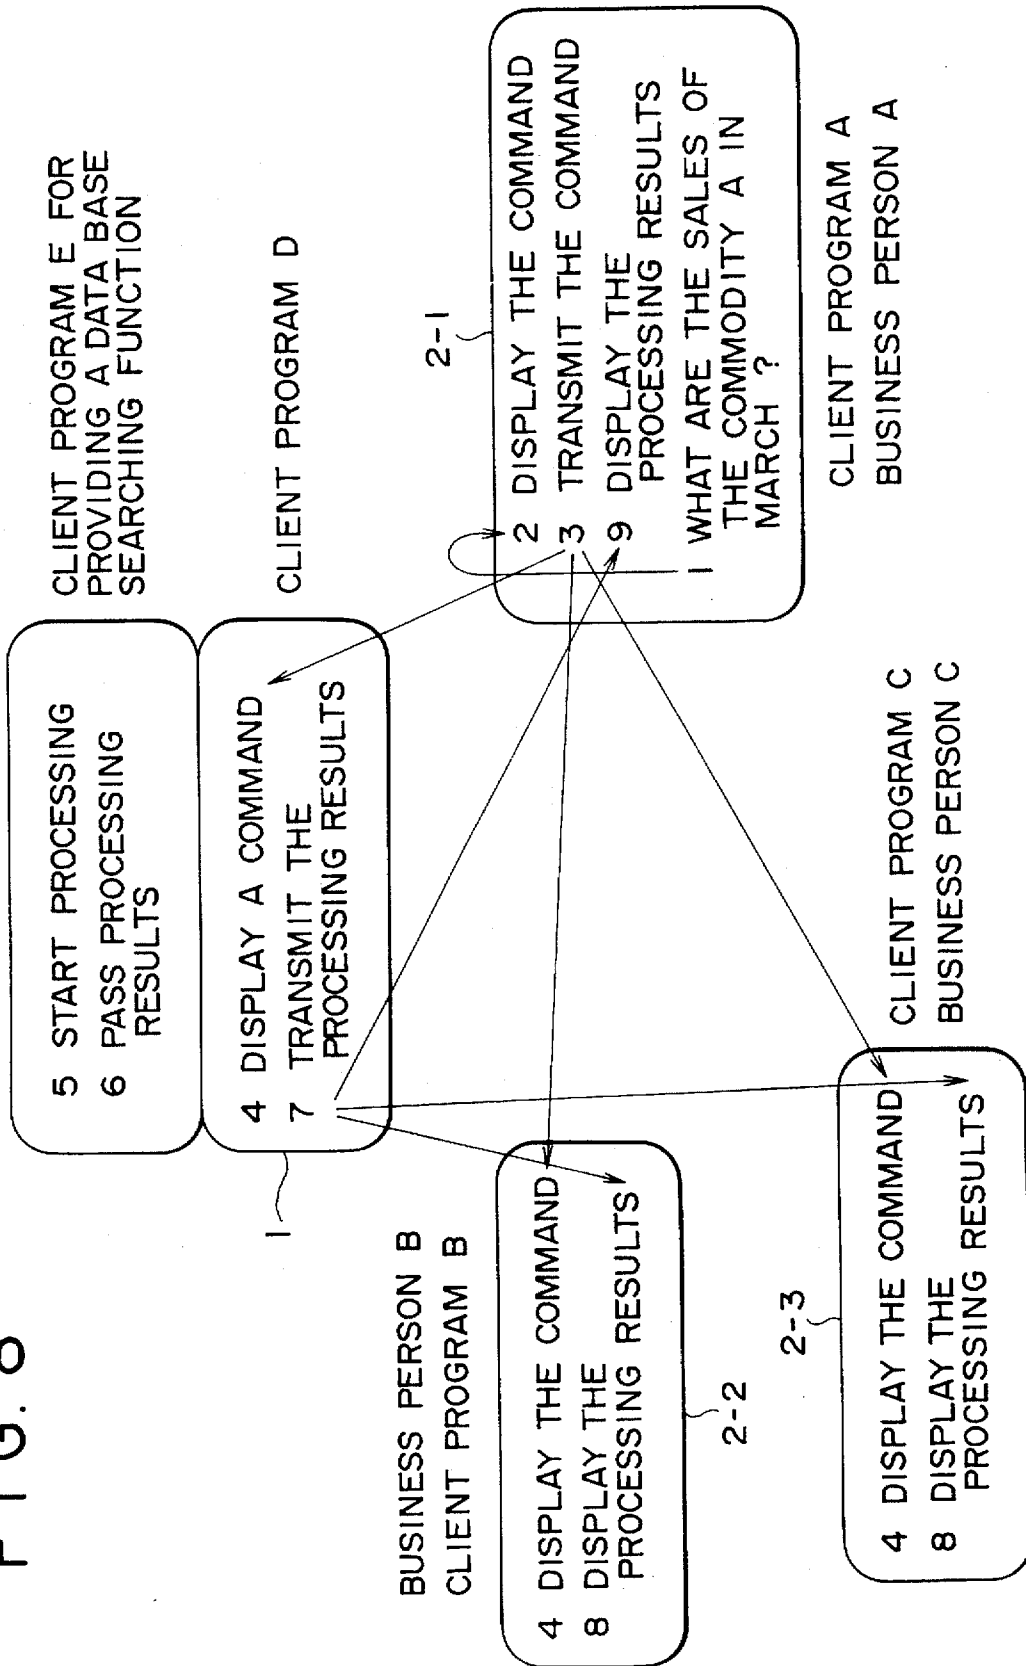 FIG. 8
5 START PROCESSING
6 PASS PROCESSING
RESULTS
CLIENT PROGRAM E FOR
PROVIDING A DATA BASE
SEARCHING FUNCTION
4 DISPLAY A COMMAND
7 TRANSMIT THE
PROCESSING RESULTS
CLIENT PROGRAM D
1
BUSINESS PERSON B
CLIENT PROGRAM B
4 DISPLAY THE COMMAND
8 DISPLAY THE
PROCESSING RESULTS
2-2
2-1
2 DISPLAY THE COMMAND
3 TRANSMIT THE COMMAND
9 DISPLAY THE
PROCESSING RESULTS
1 WHAT ARE THE SALES OF
THE COMMODITY A IN
MARCH ?
CLIENT PROGRAM A
BUSINESS PERSON A
2-3
4 DISPLAY THE COMMAND
8 DISPLAY THE
PROCESSING RESULTS
CLIENT PROGRAM C
BUSINESS PERSON C